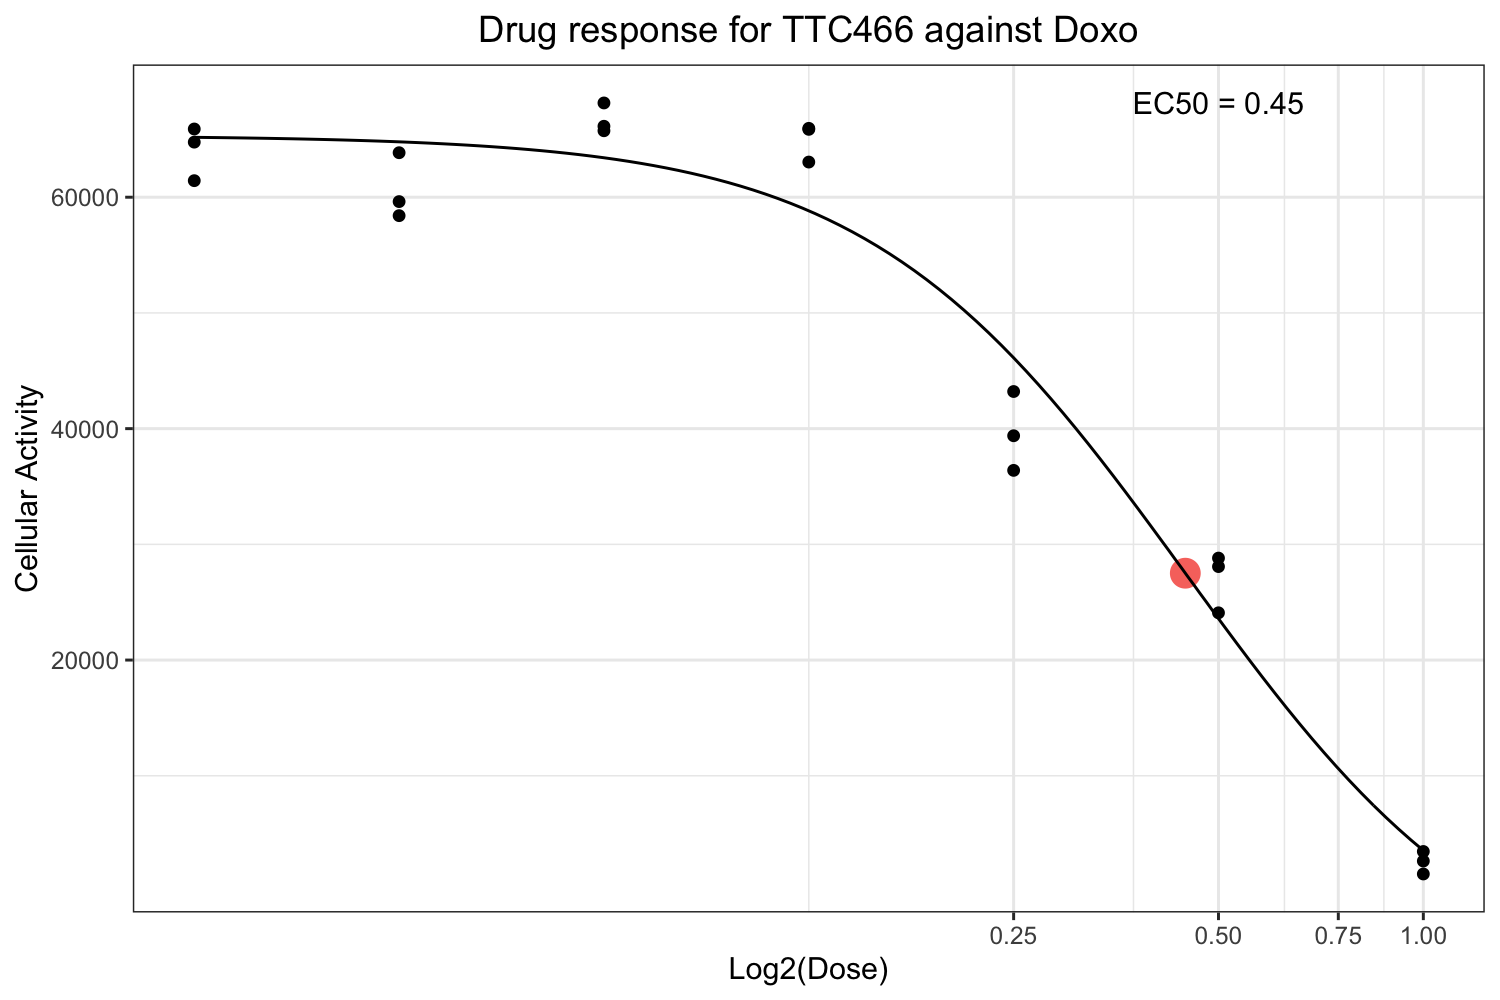 Drug response for TTC466 against Doxo
EC50 = 0.45
Cellular Activity
60000
40000
20000
0.25 0.50 0.75 1.00
Log2(Dose)